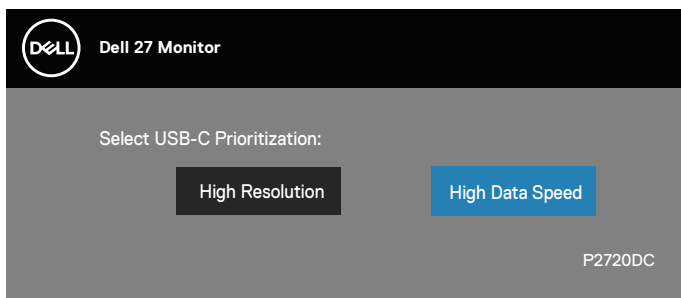 DELL
Dell 27 Monitor
Select USB-C Prioritization:
High Resolution
High Data Speed
P2720DC